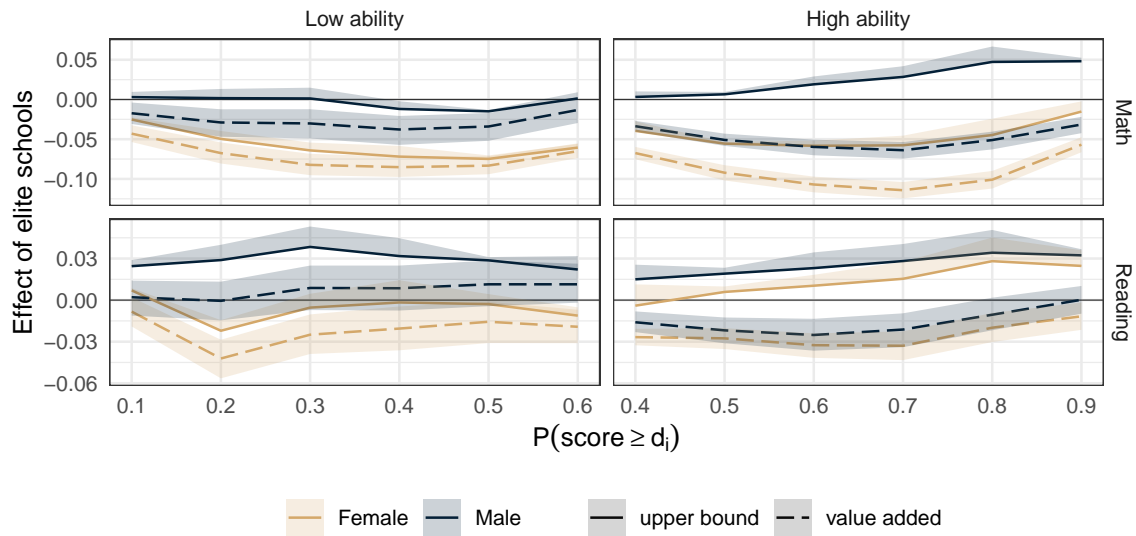 Low ability
High ability
0.05
0.00
−0.05
−0.10
Math
0.03
0.00
−0.03
−0.06
Reading
Effect of elite schools
0.1 0.2 0.3 0.4 0.5 0.6
0.4 0.5 0.6 0.7 0.8 0.9
P(score ≥ dᵢ)
Female Male upper bound value added